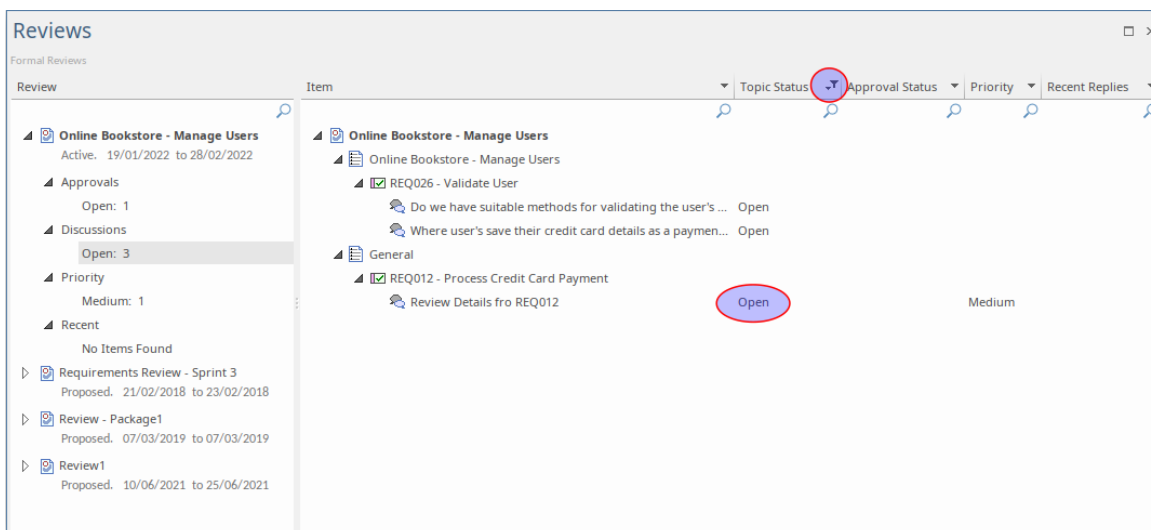 Reviews
Formal Reviews
Review
Item Topic Status Approval Status Priority Recent Replies
Online Bookstore - Manage Users
Active. 19/01/2022 to 28/02/2022
Approvals
Open: 1
Discussions
Open: 3
Priority
Medium: 1
Recent
No Items Found
Requirements Review - Sprint 3
Proposed. 21/02/2018 to 23/02/2018
Review - Package1
Proposed. 07/03/2019 to 07/03/2019
Review1
Proposed. 10/06/2021 to 25/06/2021
Online Bookstore - Manage Users
Online Bookstore - Manage Users
REQ026 - Validate User
Do we have suitable methods for validating the user's ... Open
Where user's save their credit card details as a paymen... Open
General
REQ012 - Process Credit Card Payment
Review Details fro REQ012 Open Medium